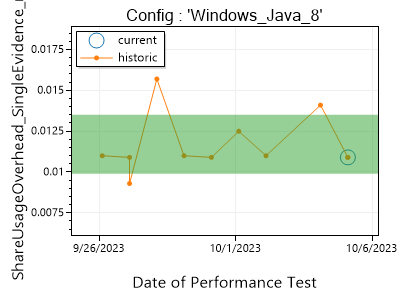 Config : 'Windows_Java_8'
current
historic
0.0175
0.015
0.0125
0.01
0.0075
ShareUsageOverhead_SingleEvidence_
9/26/2023
10/1/2023
10/6/2023
Date of Performance Test